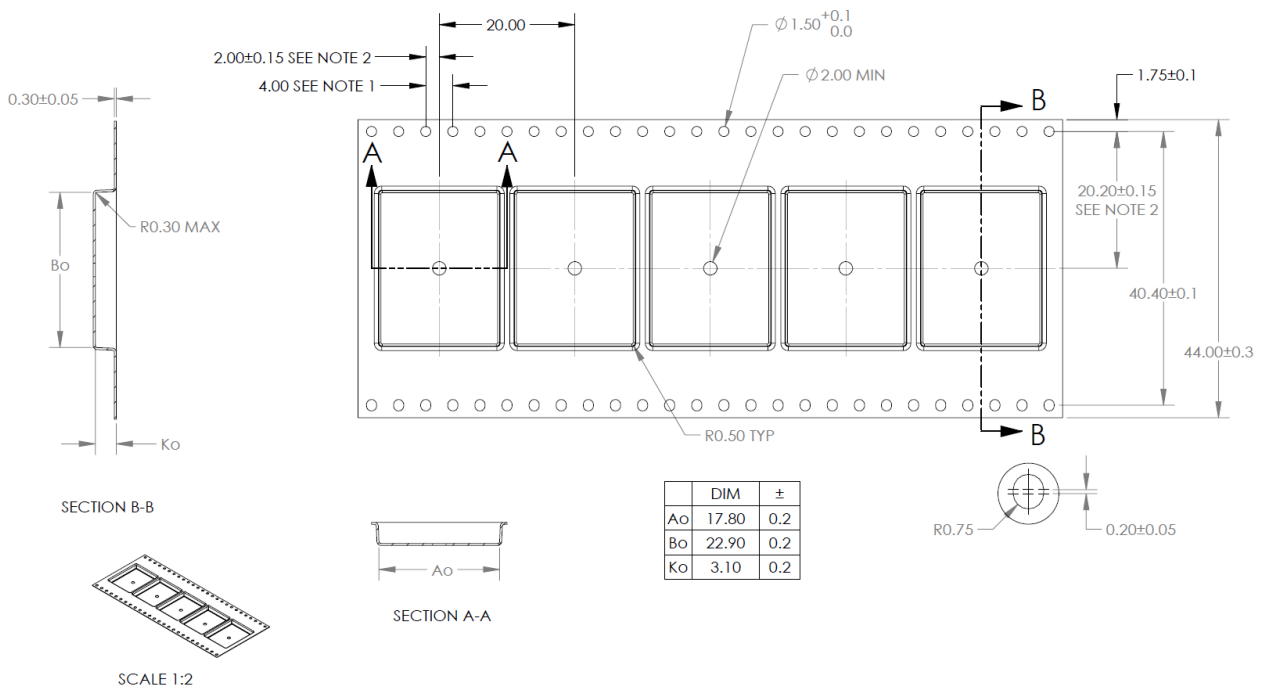 20.00
Ø1.50 +0.1
0.0
2.00±0.15 SEE NOTE 2
Ø2.00 MIN
1.75±0.1
4.00 SEE NOTE 1
0.30±0.05
B
A
A
20.20±0.15
SEE NOTE 2
R0.30 MAX
Bo
40.40±0.1
44.00±0.3
B
R0.50 TYP
Ko
DIM ±
Ao 17.80 0.2
Bo 22.90 0.2
Ko 3.10 0.2
SECTION B-B
R0.75
0.20±0.05
Ao
SECTION A-A
SCALE 1:2